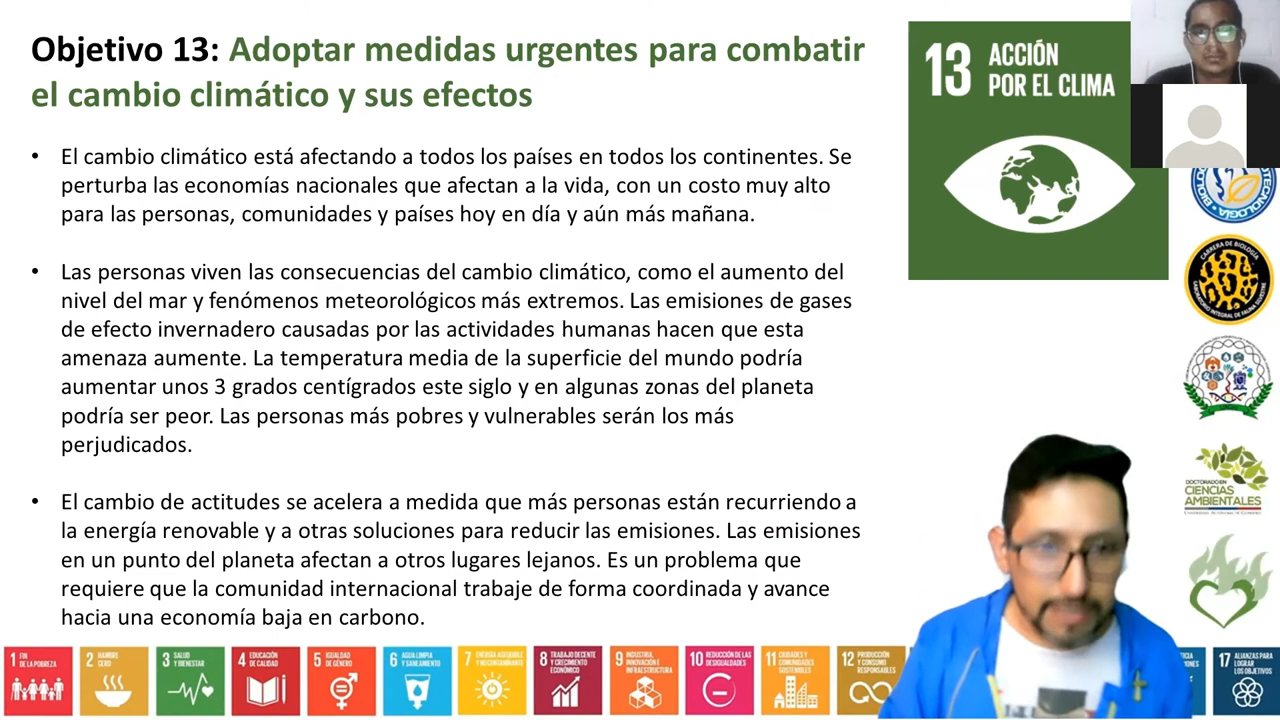 Objetivo 13: Adoptar medidas urgentes para combatir
el cambio climático y sus efectos
• El cambio climático está afectando a todos los países en todos los continentes. Se
perturba las economías nacionales que afectan a la vida, con un costo muy alto
para las personas, comunidades y países hoy en día y aún más mañana.
• Las personas viven las consecuencias del cambio climático, como el aumento del
nivel del mar y fenómenos meteorológicos más extremos. Las emisiones de gases
de efecto invernadero causadas por las actividades humanas hacen que esta
amenaza aumente. La temperatura media de la superficie del mundo podría
aumentar unos 3 grados centígrados este siglo y en algunas zonas del planeta
podría ser peor. Las personas más pobres y vulnerables serán los más
perjudicados.
• El cambio de actitudes se acelera a medida que más personas están recurriendo a
la energía renovable y a otras soluciones para reducir las emisiones. Las emisiones
en un punto del planeta afectan a otros lugares lejanos. Es un problema que
requiere que la comunidad internacional trabaje de forma coordinada y avance
hacia una economía baja en carbono.
13 ACCIÓN
POR EL CLIMA
CARRERA DE BIOLOGÍA
LABORATORIO INTEGRAL DE FAUNA SILVESTRE
DOCTORADO EN
CIENCIAS
AMBIENTALES
1 FIN
DE LA POBREZA
2 HAMBRE
CERO
3 SALUD
Y BIENESTAR
4 EDUCACIÓN
DE CALIDAD
5 IGUALDAD
DE GÉNERO
6 AGUA LIMPIA
Y SANEAMIENTO
7 ENERGÍA ASEQUIBLE
Y NO CONTAMINANTE
8 TRABAJO DECENTE
Y CRECIMIENTO
ECONÓMICO
9 INDUSTRIA,
INNOVACIÓN E
INFRAESTRUCTURA
10 REDUCCIÓN DE LAS
DESIGUALDADES
11 CIUDADES Y
COMUNIDADES
SOSTENIBLES
12 PRODUCCIÓN
Y CONSUMO
RESPONSABLES
17 ALIANZAS PARA
LOGRAR
LOS OBJETIVOS